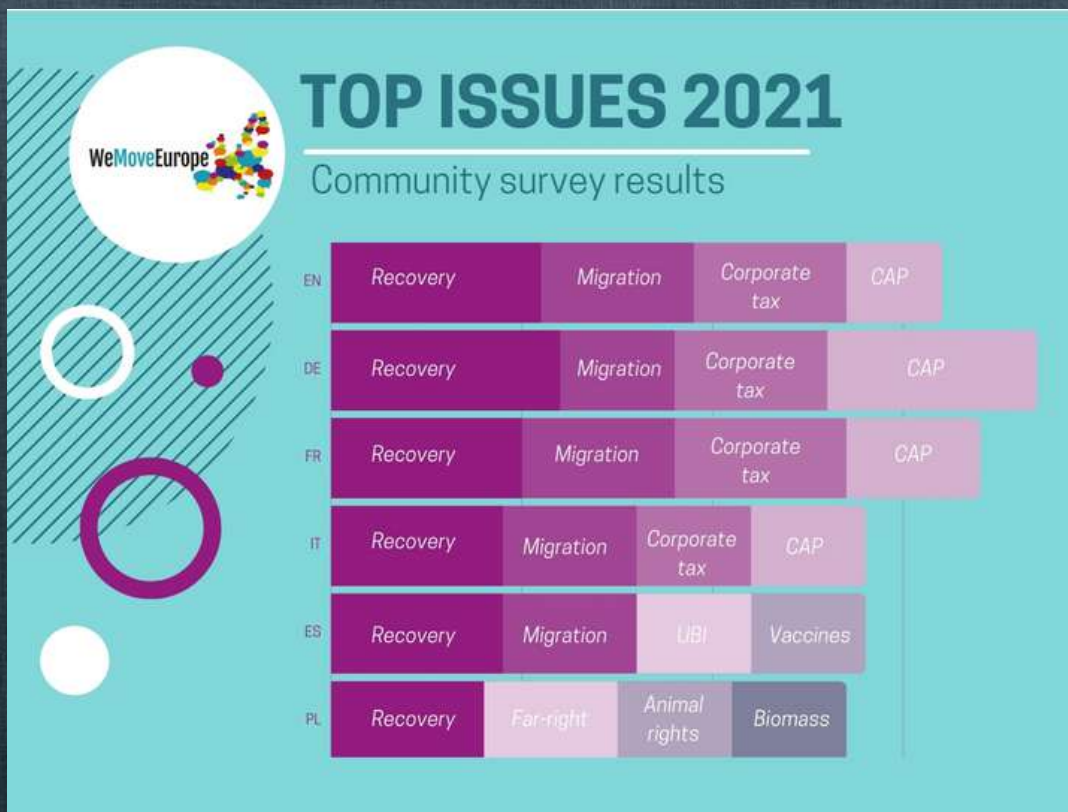 WeMoveEurope
TOP ISSUES 2021
Community survey results
EN
Recovery
Migration
Corporate
tax
CAP
DE
Recovery
Migration
Corporate
tax
CAP
FR
Recovery
Migration
Corporate
tax
CAP
IT
Recovery
Migration
Corporate
tax
CAP
ES
Recovery
Migration
UBI
Vaccines
PL
Recovery
Far-right
Animal
rights
Biomass